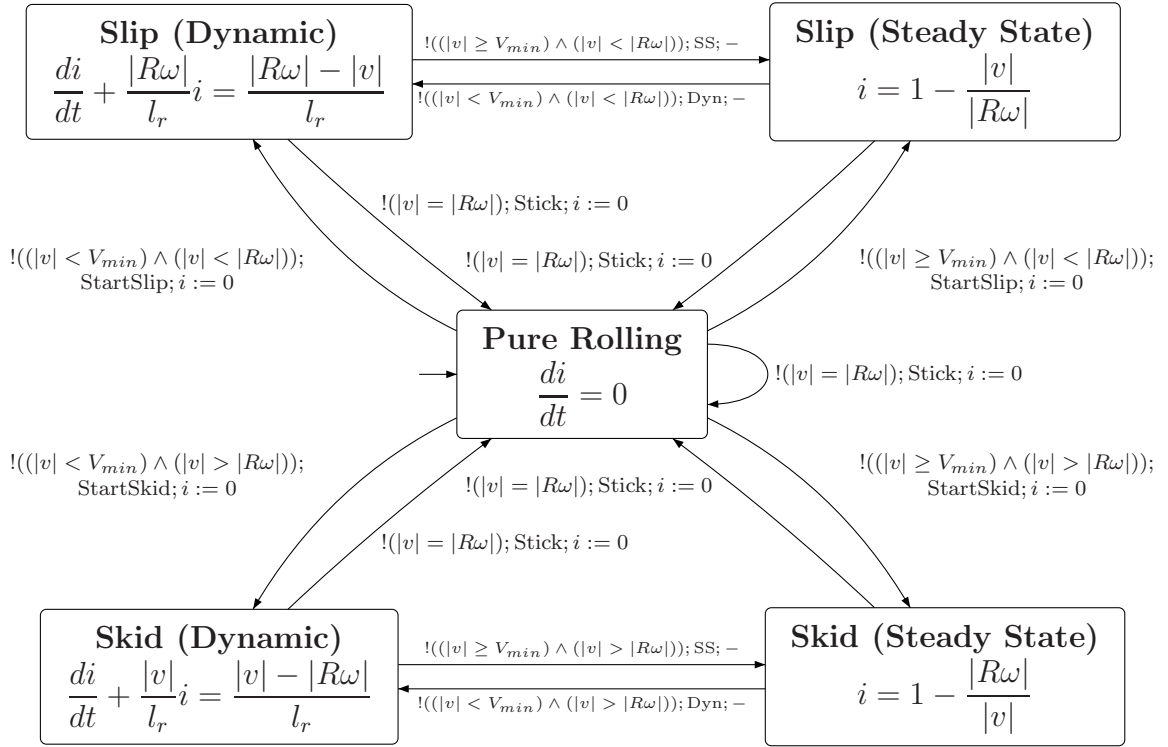 Slip (Dynamic)
di/dt + |Rω|/l_r i = (|Rω| − |v|)/l_r
!((|v| ≥ V_min) ∧ (|v| < |Rω|)); SS; −
!((|v| < V_min) ∧ (|v| < |Rω|)); Dyn; −
Slip (Steady State)
i = 1 − |v|/|Rω|
!(|v| = |Rω|); Stick; i := 0
!((|v| < V_min) ∧ (|v| < |Rω|));
StartSlip; i := 0
!(|v| = |Rω|); Stick; i := 0
!((|v| ≥ V_min) ∧ (|v| < |Rω|));
StartSlip; i := 0
Pure Rolling
di/dt = 0
!(|v| = |Rω|); Stick; i := 0
!((|v| < V_min) ∧ (|v| > |Rω|));
StartSkid; i := 0
!(|v| = |Rω|); Stick; i := 0
!((|v| ≥ V_min) ∧ (|v| > |Rω|));
StartSkid; i := 0
!(|v| = |Rω|); Stick; i := 0
Skid (Dynamic)
di/dt + |v|/l_r i = (|v| − |Rω|)/l_r
!((|v| ≥ V_min) ∧ (|v| > |Rω|)); SS; −
!((|v| < V_min) ∧ (|v| > |Rω|)); Dyn; −
Skid (Steady State)
i = 1 − |Rω|/|v|